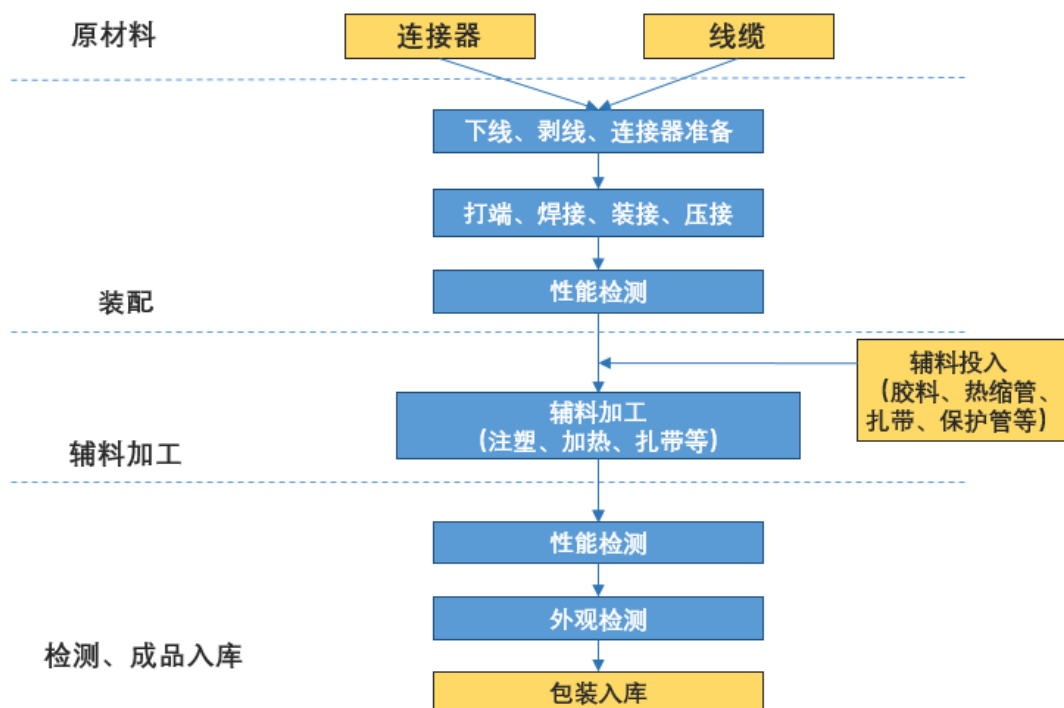 原材料
连接器
线缆
下线、剥线、连接器准备
打端、焊接、装接、压接
性能检测
装配
辅料投入
(胶料、热缩管、
扎带、保护管等)
辅料加工
(注塑、加热、扎带等)
辅料加工
性能检测
外观检测
检测、成品入库
包装入库